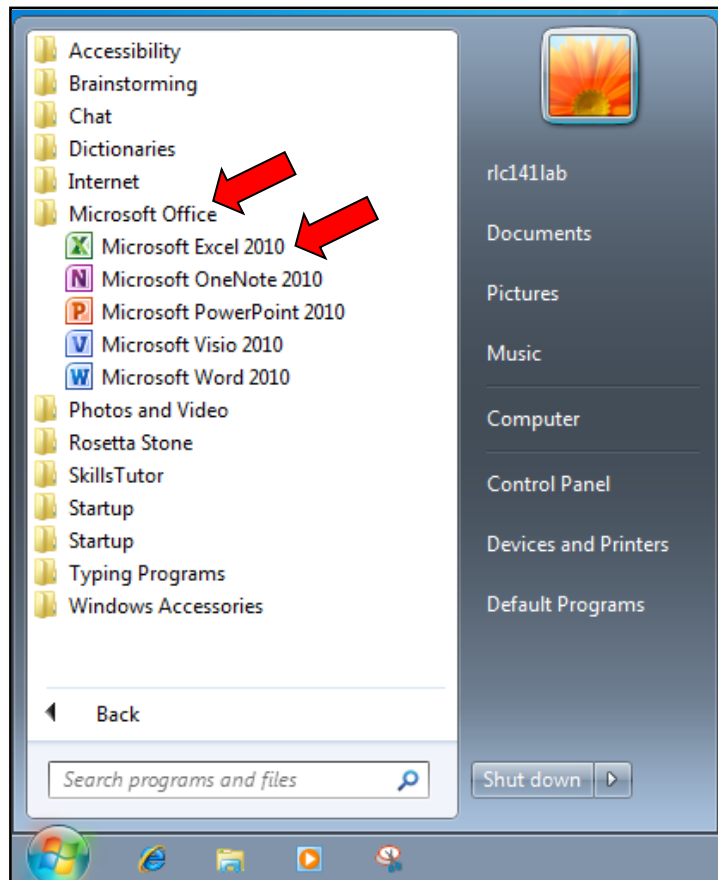 Accessibility
Brainstorming
Chat
Dictionaries
Internet
Microsoft Office
Microsoft Excel 2010
Microsoft OneNote 2010
Microsoft PowerPoint 2010
Microsoft Visio 2010
Microsoft Word 2010
Photos and Video
Rosetta Stone
SkillsTutor
Startup
Startup
Typing Programs
Windows Accessories
Back
Search programs and files
rlc141lab
Documents
Pictures
Music
Computer
Control Panel
Devices and Printers
Default Programs
Shut down